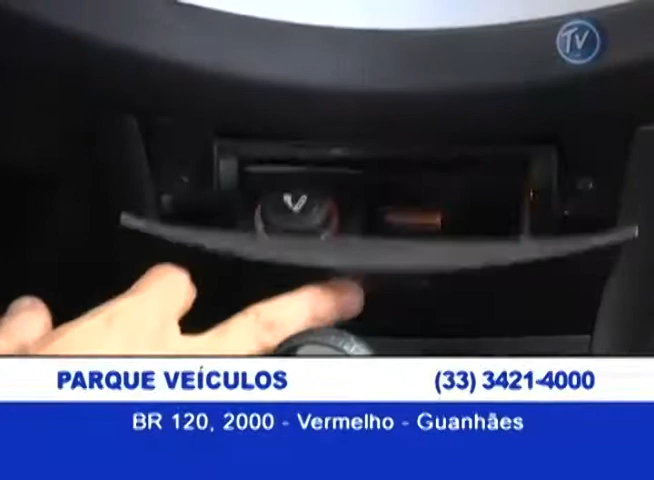 TV
PARQUE VEÍCULOS (33) 3421-4000
BR 120, 2000 - Vermelho - Guanhães